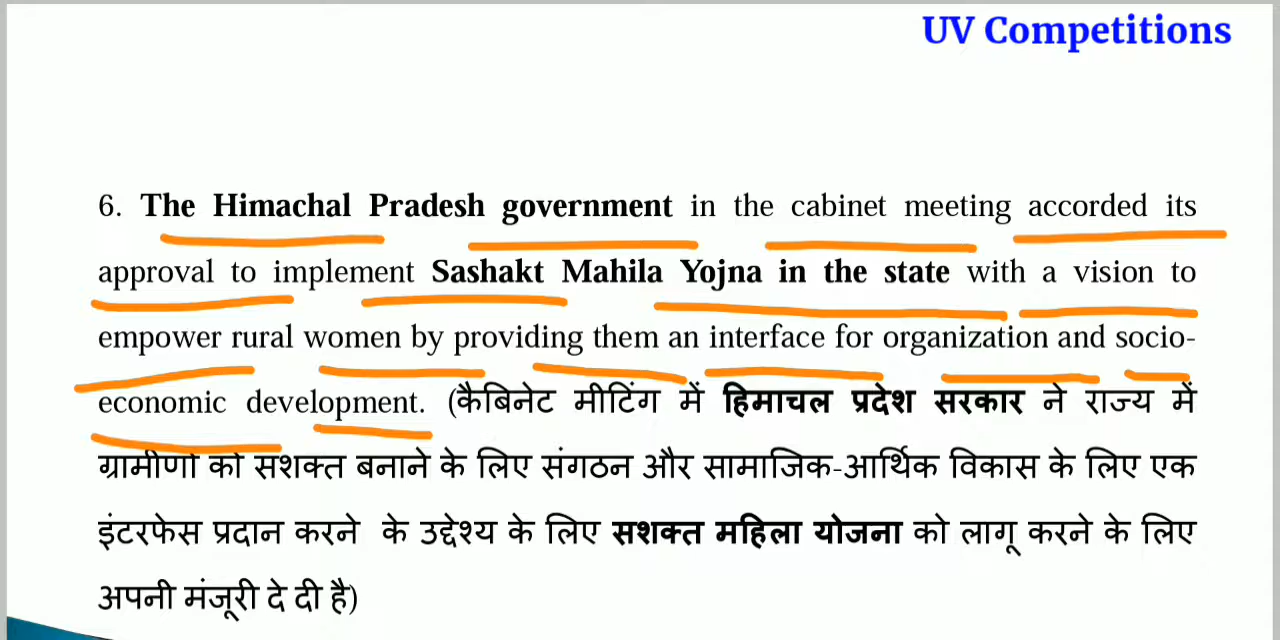 UV Competitions
6. The Himachal Pradesh government in the cabinet meeting accorded its
approval to implement Sashakt Mahila Yojna in the state with a vision to
empower rural women by providing them an interface for organization and socio-
economic development. (कैबिनेट मीटिंग में हिमाचल प्रदेश सरकार ने राज्य में
ग्रामीणों को सशक्त बनाने के लिए संगठन और सामाजिक-आर्थिक विकास के लिए एक
इंटरफेस प्रदान करने के उद्देश्य के लिए सशक्त महिला योजना को लागू करने के लिए
अपनी मंजूरी दे दी है)